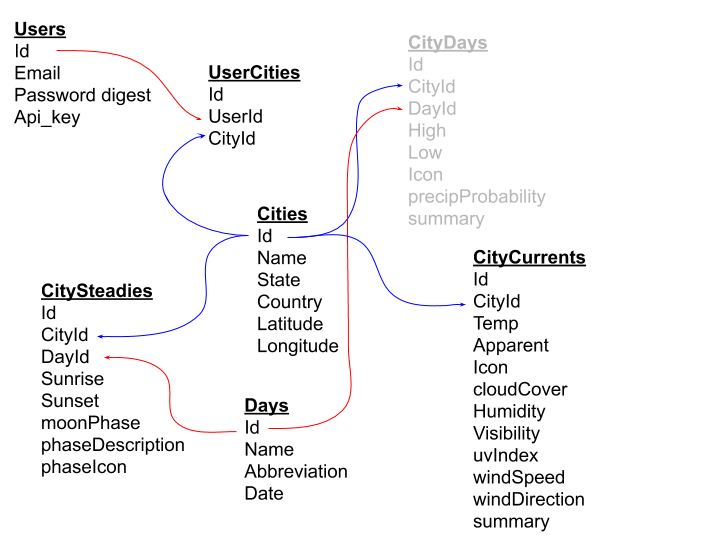 Users
Id
Email
Password digest
Api_key
UserCities
Id
UserId
CityId
CityDays
Id
CityId
DayId
High
Low
Icon
precipProbability
summary
Cities
Id
Name
State
Country
Latitude
Longitude
CityCurrents
Id
CityId
Temp
Apparent
Icon
cloudCover
Humidity
Visibility
uvIndex
windSpeed
windDirection
summary
CitySteadies
Id
CityId
DayId
Sunrise
Sunset
moonPhase
phaseDescription
phaseIcon
Days
Id
Name
Abbreviation
Date